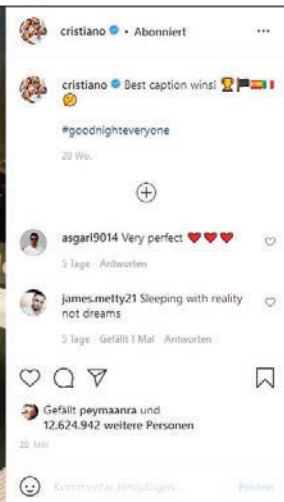 cristiano • Abonniert
cristiano Best caption wins!
#goodnighteveryone
20 Wo.
asgari9014 Very perfect
5 Tage Antworten
james.metty21 Sleeping with reality
not dreams
5 Tage Gefällt 1 Mal Antworten
Gefällt peymaanra und
12.624.942 weitere Personen
20. MAI
Kommentar hinzufügen ... Posten